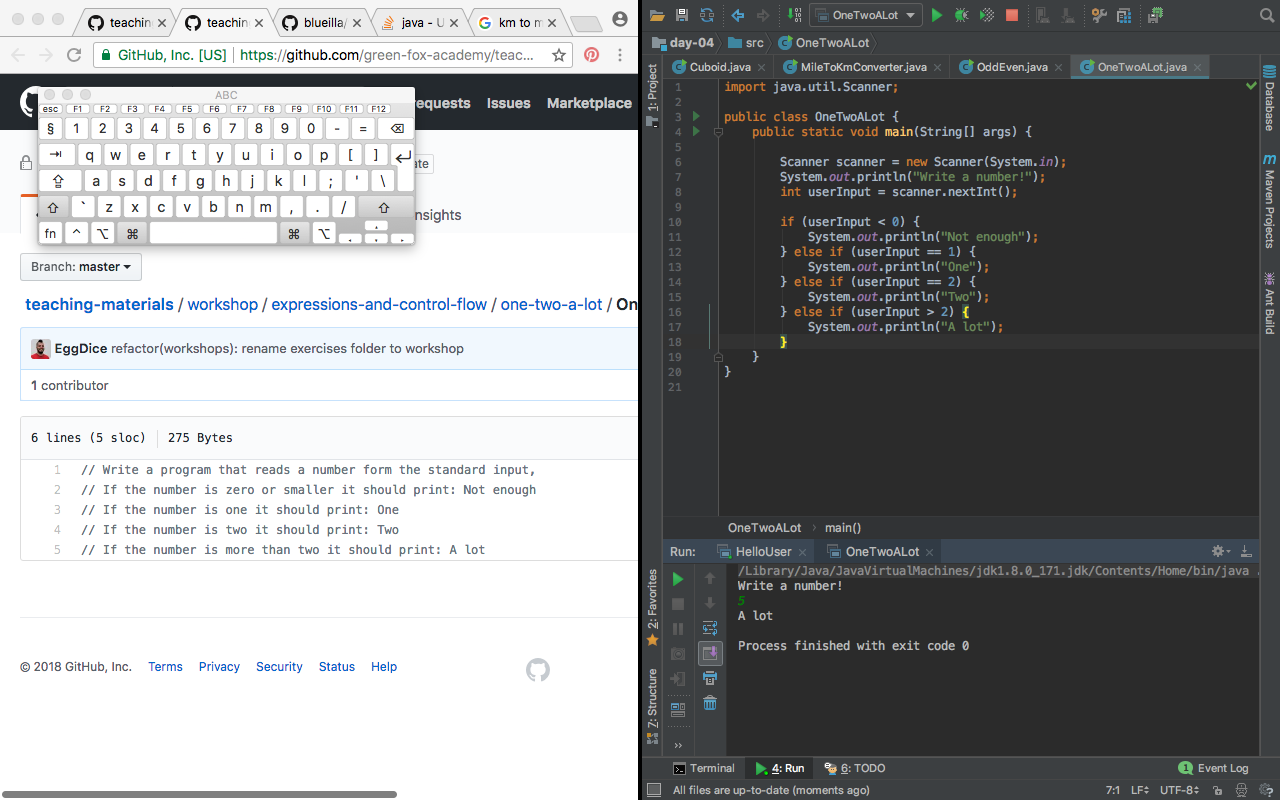 teaching
teaching
blueilla/
java - U
km to m
GitHub, Inc. [US]
https://github.com/green-fox-academy/teac...
requests Issues Marketplace
ABC
esc F1 F2 F3 F4 F5 F6 F7 F8 F9 F10 F11 F12
§ 1 2 3 4 5 6 7 8 9 0 - =
q w e r t y u i o p [ ]
a s d f g h j k l ; ' \
` z x c v b n m , . /
fn ^ ⌥ ⌘ ⌘ ⌥
ate
nsights
Branch: master
teaching-materials / workshop / expressions-and-control-flow / one-two-a-lot / On
EggDice refactor(workshops): rename exercises folder to workshop
1 contributor
6 lines (5 sloc) 275 Bytes
1 // Write a program that reads a number form the standard input,
2 // If the number is zero or smaller it should print: Not enough
3 // If the number is one it should print: One
4 // If the number is two it should print: Two
5 // If the number is more than two it should print: A lot
© 2018 GitHub, Inc. Terms Privacy Security Status Help
OneTwoALot
day-04 src OneTwoALot
Cuboid.java MileToKmConverter.java OddEven.java OneTwoALot.java
1: Project
1 import java.util.Scanner;
2
3 public class OneTwoALot {
4 public static void main(String[] args) {
5
6 Scanner scanner = new Scanner(System.in);
7 System.out.println("Write a number!");
8 int userInput = scanner.nextInt();
9
10 if (userInput < 0) {
11 System.out.println("Not enough");
12 } else if (userInput == 1) {
13 System.out.println("One");
14 } else if (userInput == 2) {
15 System.out.println("Two");
16 } else if (userInput > 2) {
17 System.out.println("A lot");
18 }
19 }
20 }
21
Database
Maven Projects
Ant Build
OneTwoALot main()
Run: HelloUser OneTwoALot
2: Favorites
7: Structure
/Library/Java/JavaVirtualMachines/jdk1.8.0_171.jdk/Contents/Home/bin/java .
Write a number!
5
A lot
Process finished with exit code 0
Terminal 4: Run 6: TODO 1 Event Log
All files are up-to-date (moments ago) 7:1 LF UTF-8